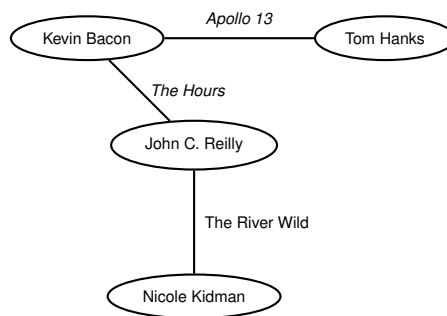 Apollo 13
Kevin Bacon
Tom Hanks
The Hours
John C. Reilly
The River Wild
Nicole Kidman